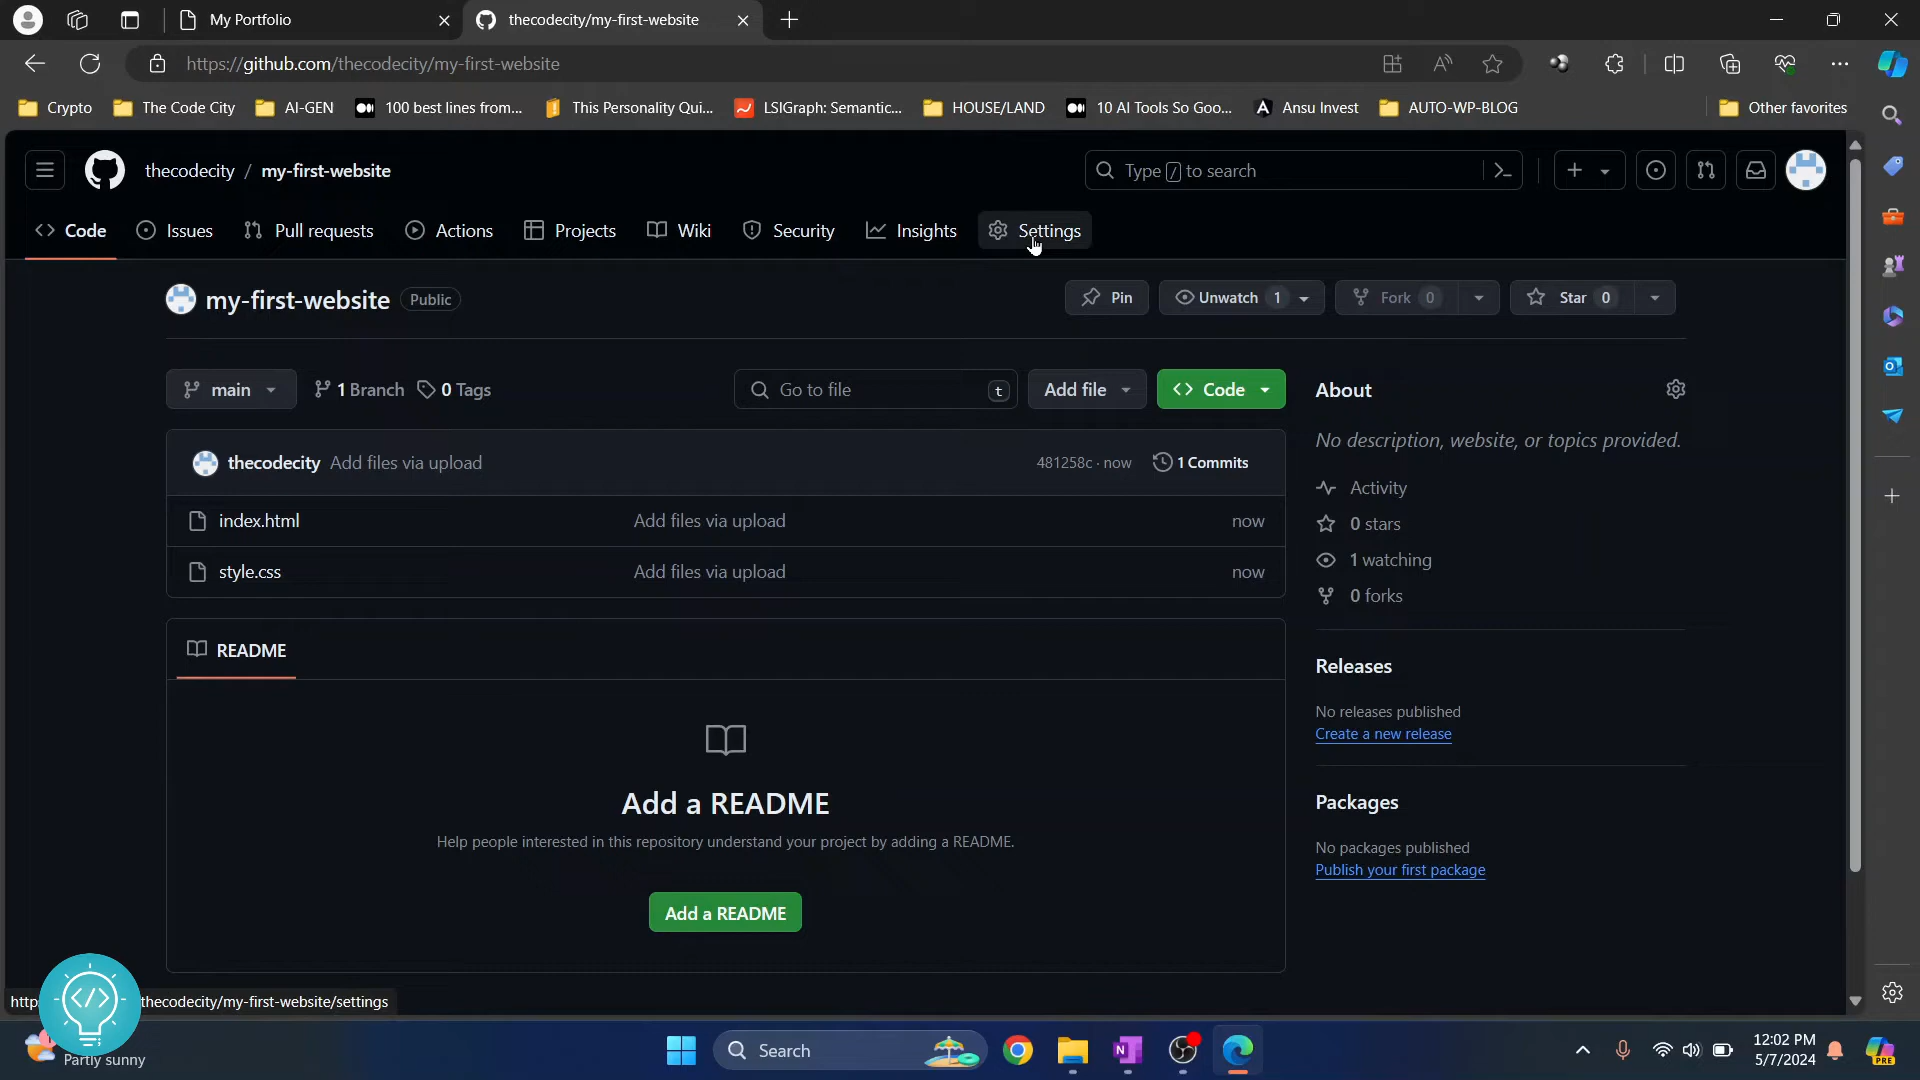 My Portfolio
thecodecity/my-first-website
https://github.com/thecodecity/my-first-website
Crypto
The Code City
AI-GEN
100 best lines from...
This Personality Qui...
LSIGraph: Semantic...
HOUSE/LAND
10 AI Tools So Goo...
Ansu Invest
AUTO-WP-BLOG
Other favorites
thecodecity / my-first-website
Type / to search
Code
Issues
Pull requests
Actions
Projects
Wiki
Security
Insights
Settings
my-first-website Public
Pin
Unwatch 1
Fork 0
Star 0
main
1 Branch
0 Tags
Go to file t
Add file
Code
About
No description, website, or topics provided.
thecodecity Add files via upload
481258c · now
1 Commits
index.html Add files via upload now
style.css Add files via upload now
Activity
0 stars
1 watching
0 forks
README
Releases
No releases published
Create a new release
Add a README
Help people interested in this repository understand your project by adding a README.
Add a README
Packages
No packages published
Publish your first package
http thecodecity/my-first-website/settings
Partly sunny
Search
12:02 PM
5/7/2024
PRE